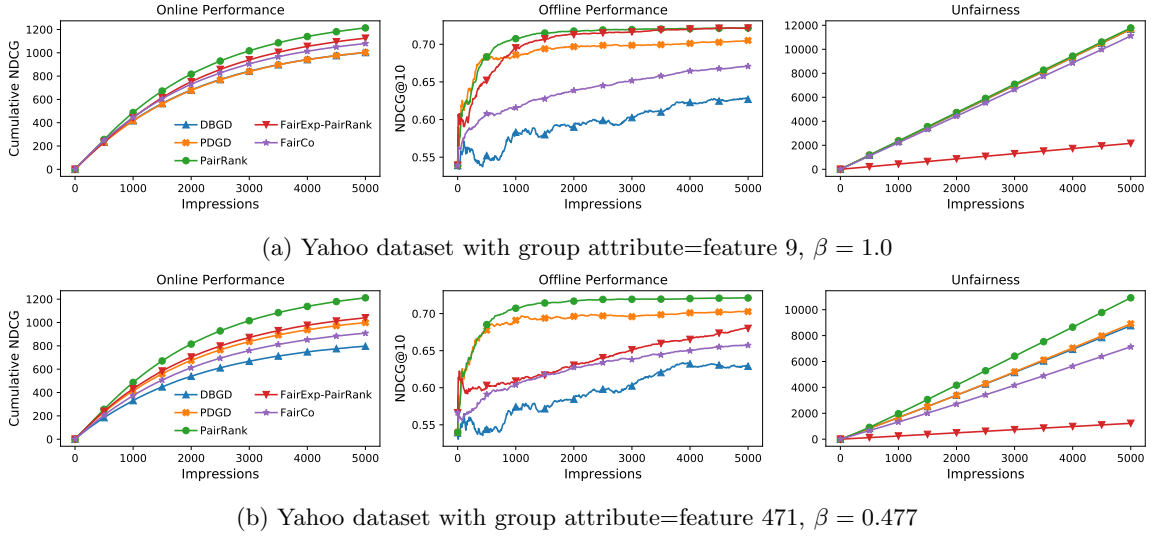 Online Performance
1200
1000
800
600
400
200
0
Cumulative NDCG
DBGD
PDGD
PairRank
FairExp-PairRank
FairCo
0 1000 2000 3000 4000 5000
Impressions
Offline Performance
0.70
0.65
0.60
0.55
NDCG@10
0 1000 2000 3000 4000 5000
Impressions
Unfairness
12000
10000
8000
6000
4000
2000
0
0 1000 2000 3000 4000 5000
Impressions
(a) Yahoo dataset with group attribute=feature 9, β = 1.0
Online Performance
1200
1000
800
600
400
200
0
Cumulative NDCG
DBGD
PDGD
PairRank
FairExp-PairRank
FairCo
0 1000 2000 3000 4000 5000
Impressions
Offline Performance
0.70
0.65
0.60
0.55
NDCG@10
0 1000 2000 3000 4000 5000
Impressions
Unfairness
10000
8000
6000
4000
2000
0
0 1000 2000 3000 4000 5000
Impressions
(b) Yahoo dataset with group attribute=feature 471, β = 0.477